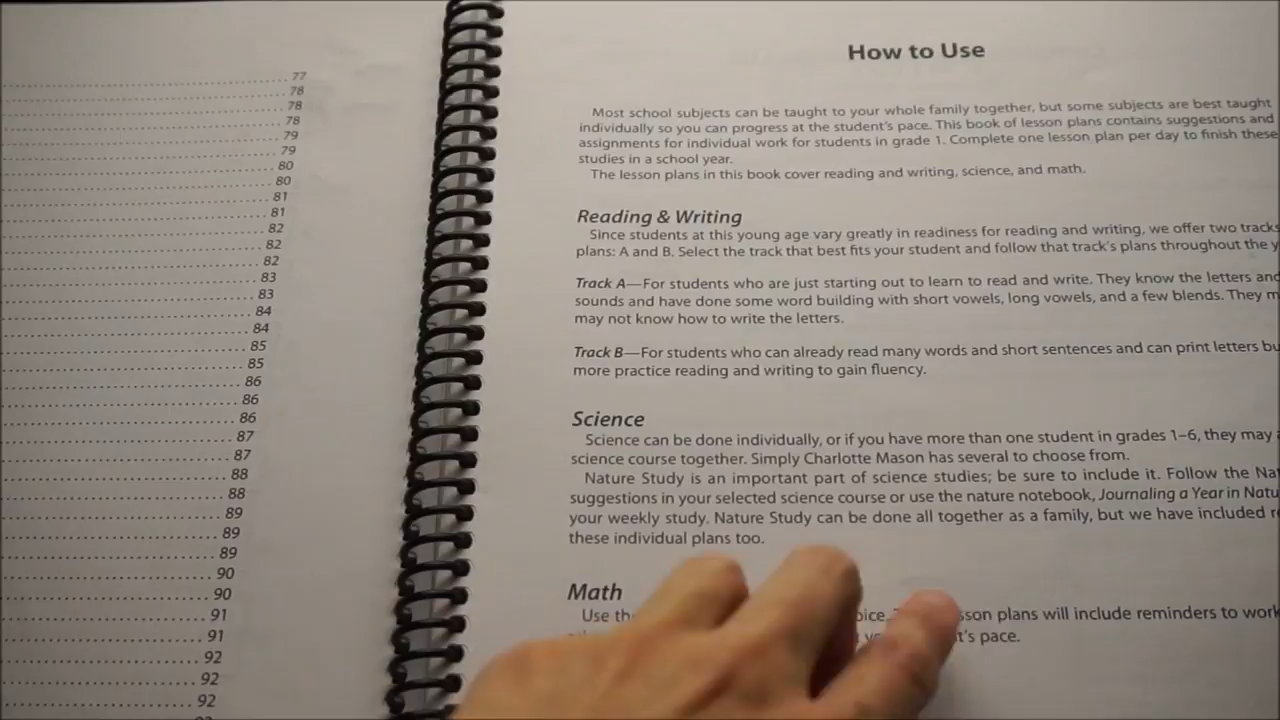 77
78
78
78
79
79
80
80
81
81
82
82
82
83
83
84
84
85
85
86
86
86
87
87
88
88
89
89
89
90
90
91
91
92
92
92
How to Use
Most school subjects can be taught to your whole family together, but some subjects are best taught
individually so you can progress at the student's pace. This book of lesson plans contains suggestions and
assignments for individual work for students in grade 1. Complete one lesson plan per day to finish these
studies in a school year.
The lesson plans in this book cover reading and writing, science, and math.
Reading & Writing
Since students at this young age vary greatly in readiness for reading and writing, we offer two tracks
plans: A and B. Select the track that best fits your student and follow that track's plans throughout the y
Track A—For students who are just starting out to learn to read and write. They know the letters and
sounds and have done some word building with short vowels, long vowels, and a few blends. They m
may not know how to write the letters.
Track B—For students who can already read many words and short sentences and can print letters bu
more practice reading and writing to gain fluency.
Science
Science can be done individually, or if you have more than one student in grades 1–6, they may
science course together. Simply Charlotte Mason has several to choose from.
Nature Study is an important part of science studies; be sure to include it. Follow the Nat
suggestions in your selected science course or use the nature notebook, Journaling a Year in Natu
your weekly study. Nature Study can be done all together as a family, but we have included re
these individual plans too.
Math
Use th oice. sson plans will include reminders to work
t's pace.